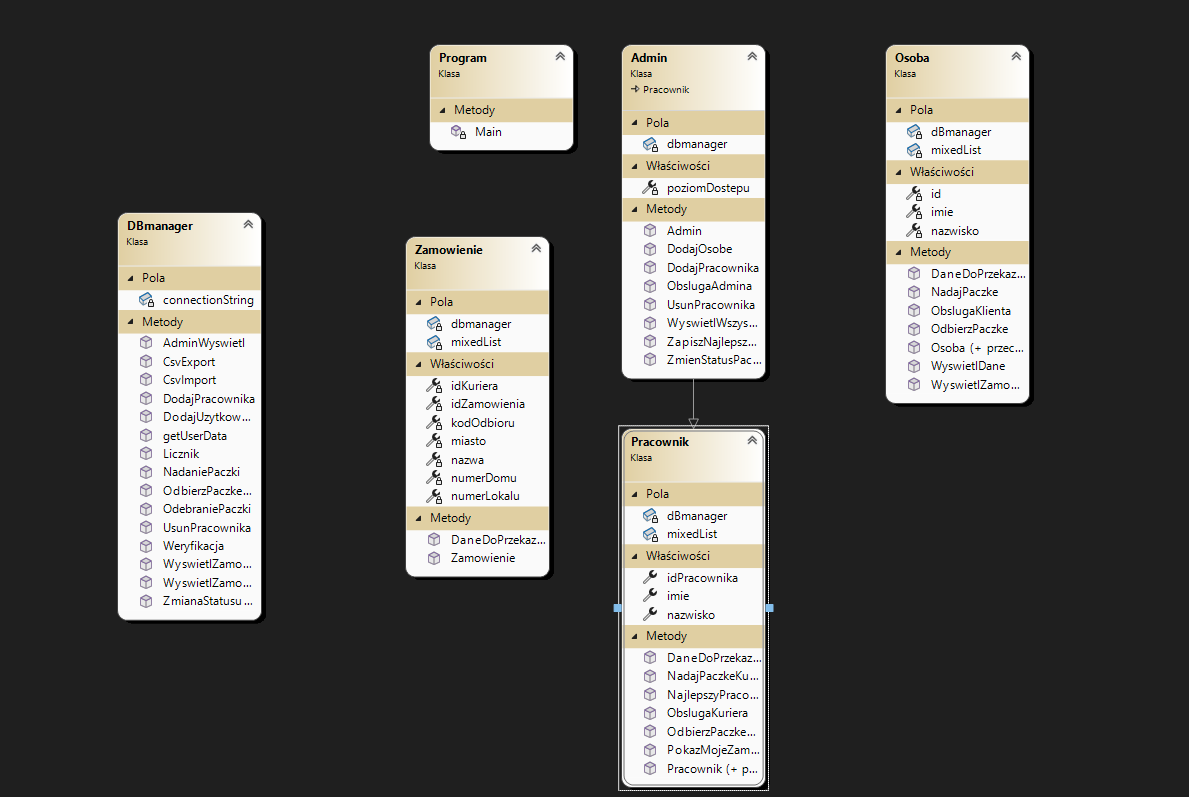 Program
Klasa
Metody
Main
Admin
Klasa
Pracownik
Pola
dbmanager
Właściwości
poziomDostepu
Metody
Admin
DodajOsobe
DodajPracownika
ObslugaAdmina
UsunPracownika
WyswietlWszys...
ZapiszNajlepsz...
ZmienStatusPac...
Osoba
Klasa
Pola
dBmanager
mixedList
Właściwości
id
imie
nazwisko
Metody
DaneDoPrzekaz...
NadajPaczke
ObslugaKlienta
OdbierzPaczke
Osoba (+ przec...
WyswietlDane
WyswietlZamo...
DBmanager
Klasa
Pola
connectionString
Metody
AdminWyswietl
CsvExport
CsvImport
DodajPracownika
DodajUzytkow...
getUserData
Licznik
NadaniePaczki
OdbierzPaczke...
OdebraniePaczki
UsunPracownika
Weryfikacja
WyswietlZamo...
WyswietlZamo...
ZmianaStatusu...
Zamowienie
Klasa
Pola
dbmanager
mixedList
Właściwości
idKuriera
idZamowienia
kodOdbioru
miasto
nazwa
numerDomu
numerLokalu
Metody
DaneDoPrzekaz...
Zamowienie
Pracownik
Klasa
Pola
dBmanager
mixedList
Właściwości
idPracownika
imie
nazwisko
Metody
DaneDoPrzekaz...
NadajPaczkeKu...
NajlepszyPraco...
ObslugaKuriera
OdbierzPaczke...
PokazMojeZam...
Pracownik (+ p...